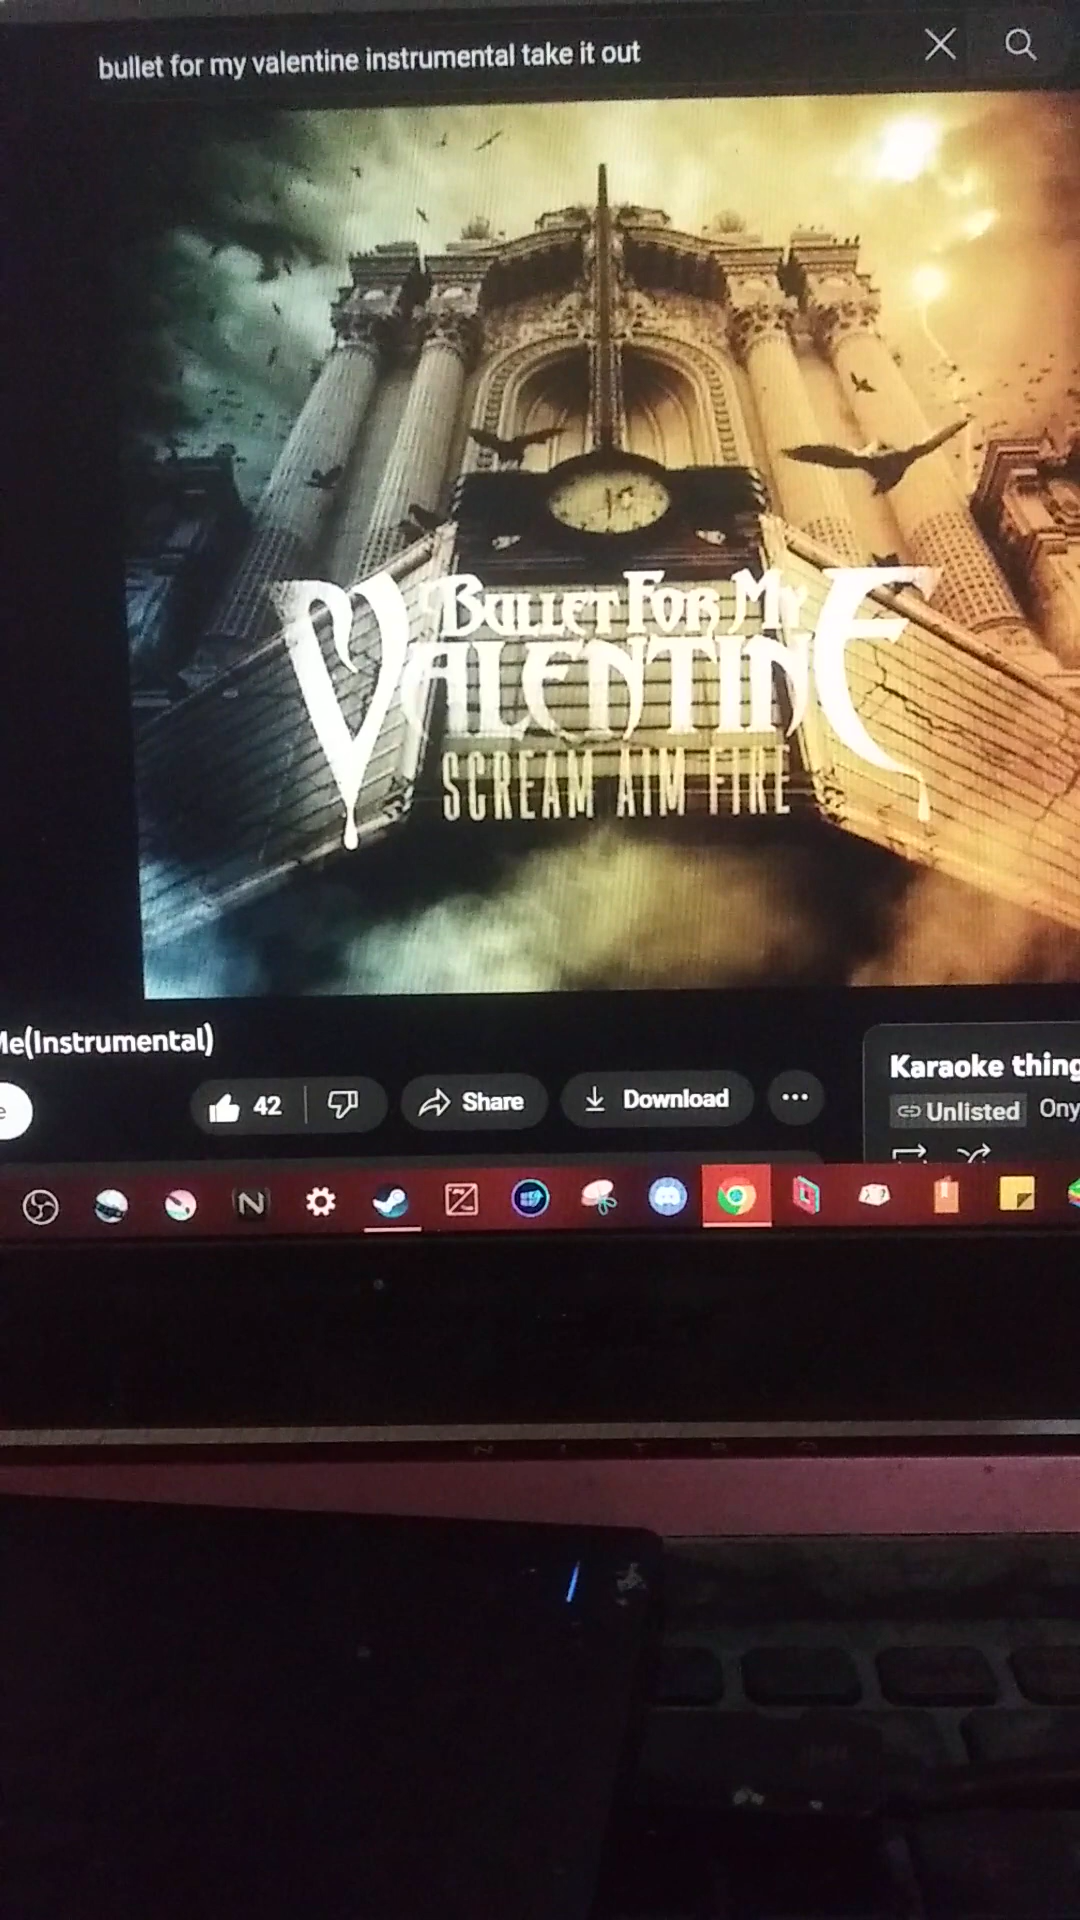 bullet for my valentine instrumental take it out
BULLET FOR MY
VALENTINE
SCREAM AIM FIRE
Me(Instrumental)
42
Share
Download
Karaoke thing
Unlisted
Ony